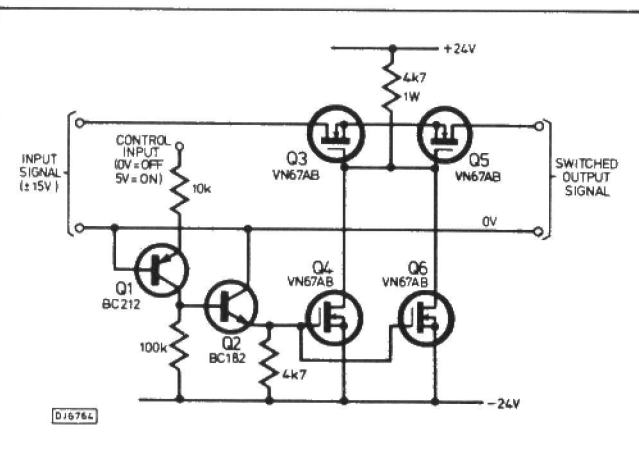 +24V
4k7
1W
Q3
VN67AB
Q5
VN67AB
INPUT
SIGNAL
(±15V)
CONTROL
INPUT
(0V=OFF
5V=ON)
10k
SWITCHED
OUTPUT
SIGNAL
0V
Q1
BC212
Q2
BC182
Q4
VN67AB
Q6
VN67AB
100k
4k7
-24V
DJ6764